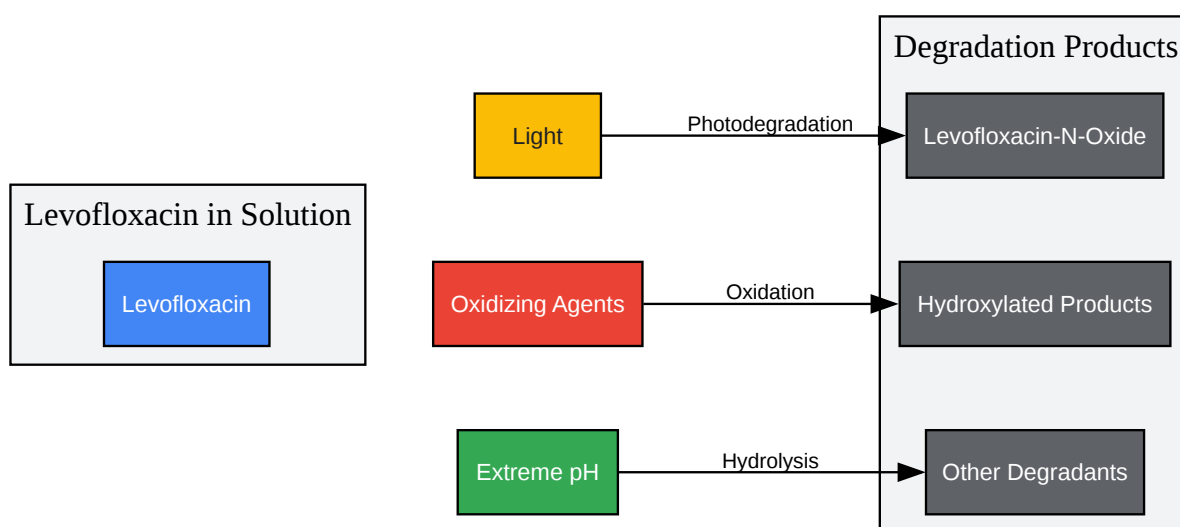 Degradation Products
Light
Photodegradation
Levofloxacin-N-Oxide
Levofloxacin in Solution
Levofloxacin
Oxidizing Agents
Oxidation
Hydroxylated Products
Extreme pH
Hydrolysis
Other Degradants